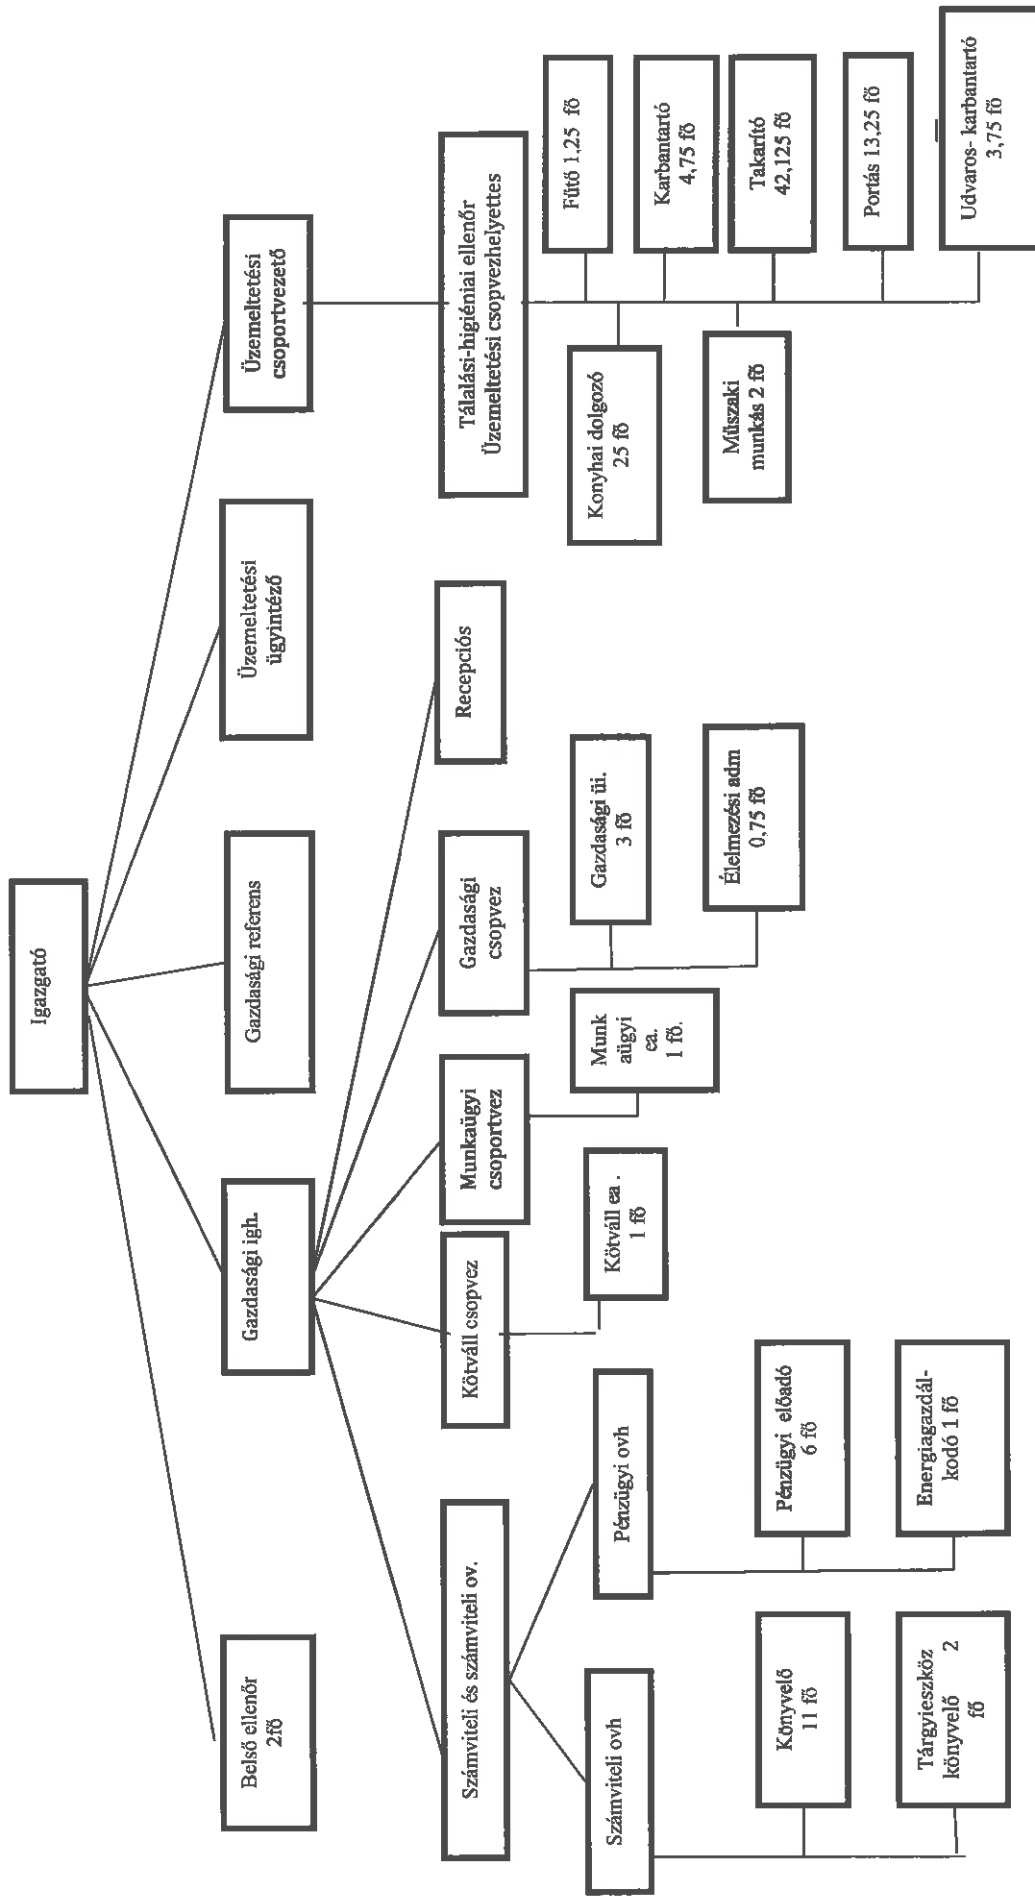 Igazgató
Belső ellenőr
2fő
Gazdasági igh.
Gazdasági referens
Üzemeltetési
ügyintéző
Üzemeltetési
csoportvezető
Számviteli és számviteli ov.
Kötváll csopvez
Munkaügyi
csoportvez
Gazdasági
csopvez
Recepciós
Tálalási-higiéniai ellenőr
Üzemeltetési csopvezhelyettes
Számviteli ovh
Pénzügyi ovh
Kötváll ea .
1 fő
Munk
aügyi
ea.
1 fő.
Gazdasági üi.
3 fő
Konyhai dolgozó
25 fő
Fűtő 1,25 fő
Karbantartó
4,75 fő
Könyvelő
11 fő
Pénzügyi előadó
6 fő
Élelmezési adm
0,75 fő
Műszaki
munkás 2 fő
Takarító
42,125 fő
Portás 13,25 fő
Tárgyieszköz
könyvelő 2
fő
Energiagazdál-
kodó 1 fő
Udvaros- karbantartó
3,75 fő